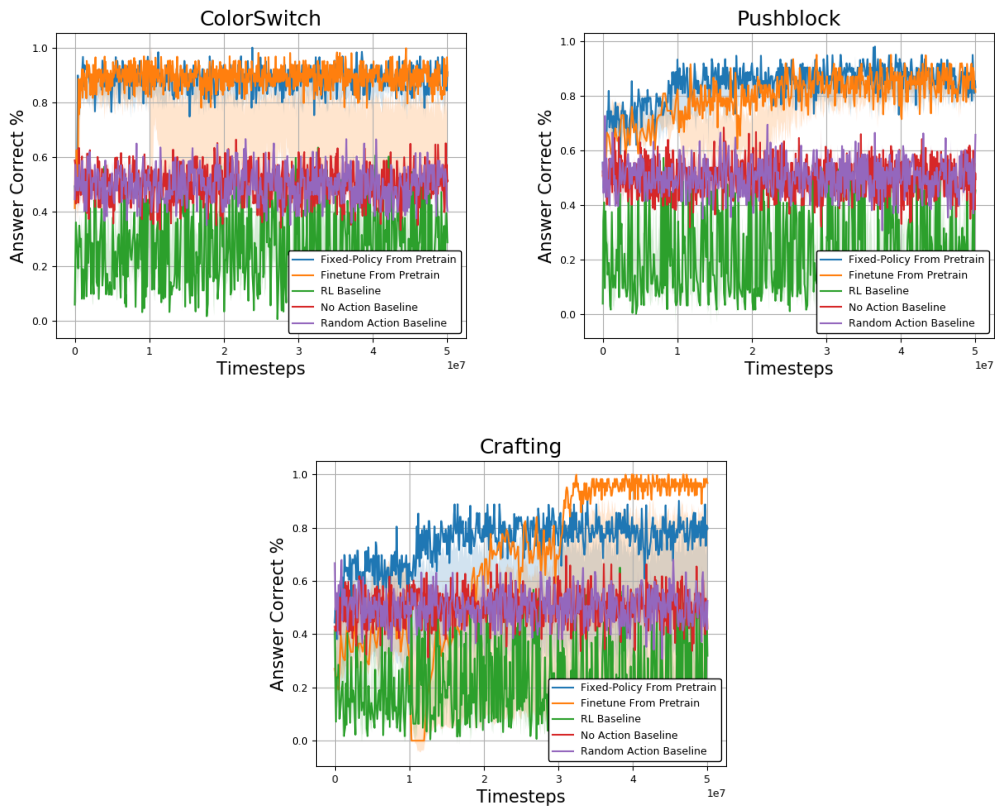 ColorSwitch
Answer Correct %
1.0
0.8
0.6
0.4
0.2
0.0
Fixed-Policy From Pretrain
Finetune From Pretrain
RL Baseline
No Action Baseline
Random Action Baseline
0 1 2 3 4 5
1e7
Timesteps
Pushblock
Answer Correct %
1.0
0.8
0.6
0.4
0.2
0.0
Fixed-Policy From Pretrain
Finetune From Pretrain
RL Baseline
No Action Baseline
Random Action Baseline
0 1 2 3 4 5
1e7
Timesteps
Crafting
Answer Correct %
1.0
0.8
0.6
0.4
0.2
0.0
Fixed-Policy From Pretrain
Finetune From Pretrain
RL Baseline
No Action Baseline
Random Action Baseline
0 1 2 3 4 5
1e7
Timesteps